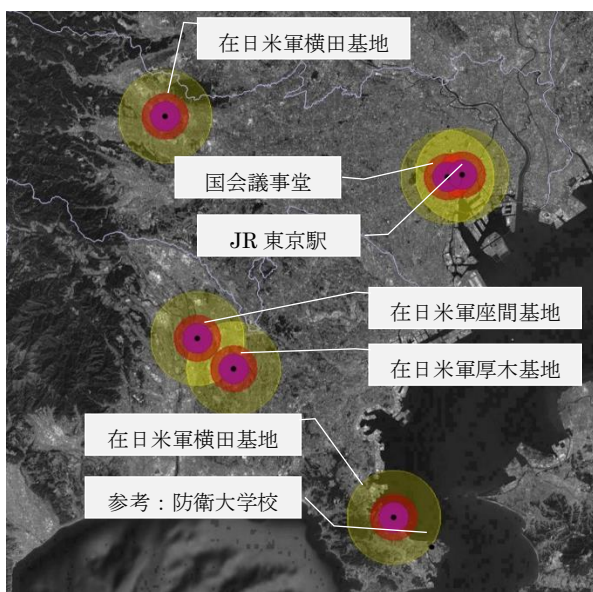 在日米軍横田基地
国会議事堂
JR 東京駅
在日米軍座間基地
在日米軍厚木基地
在日米軍横田基地
参考：防衛大学校